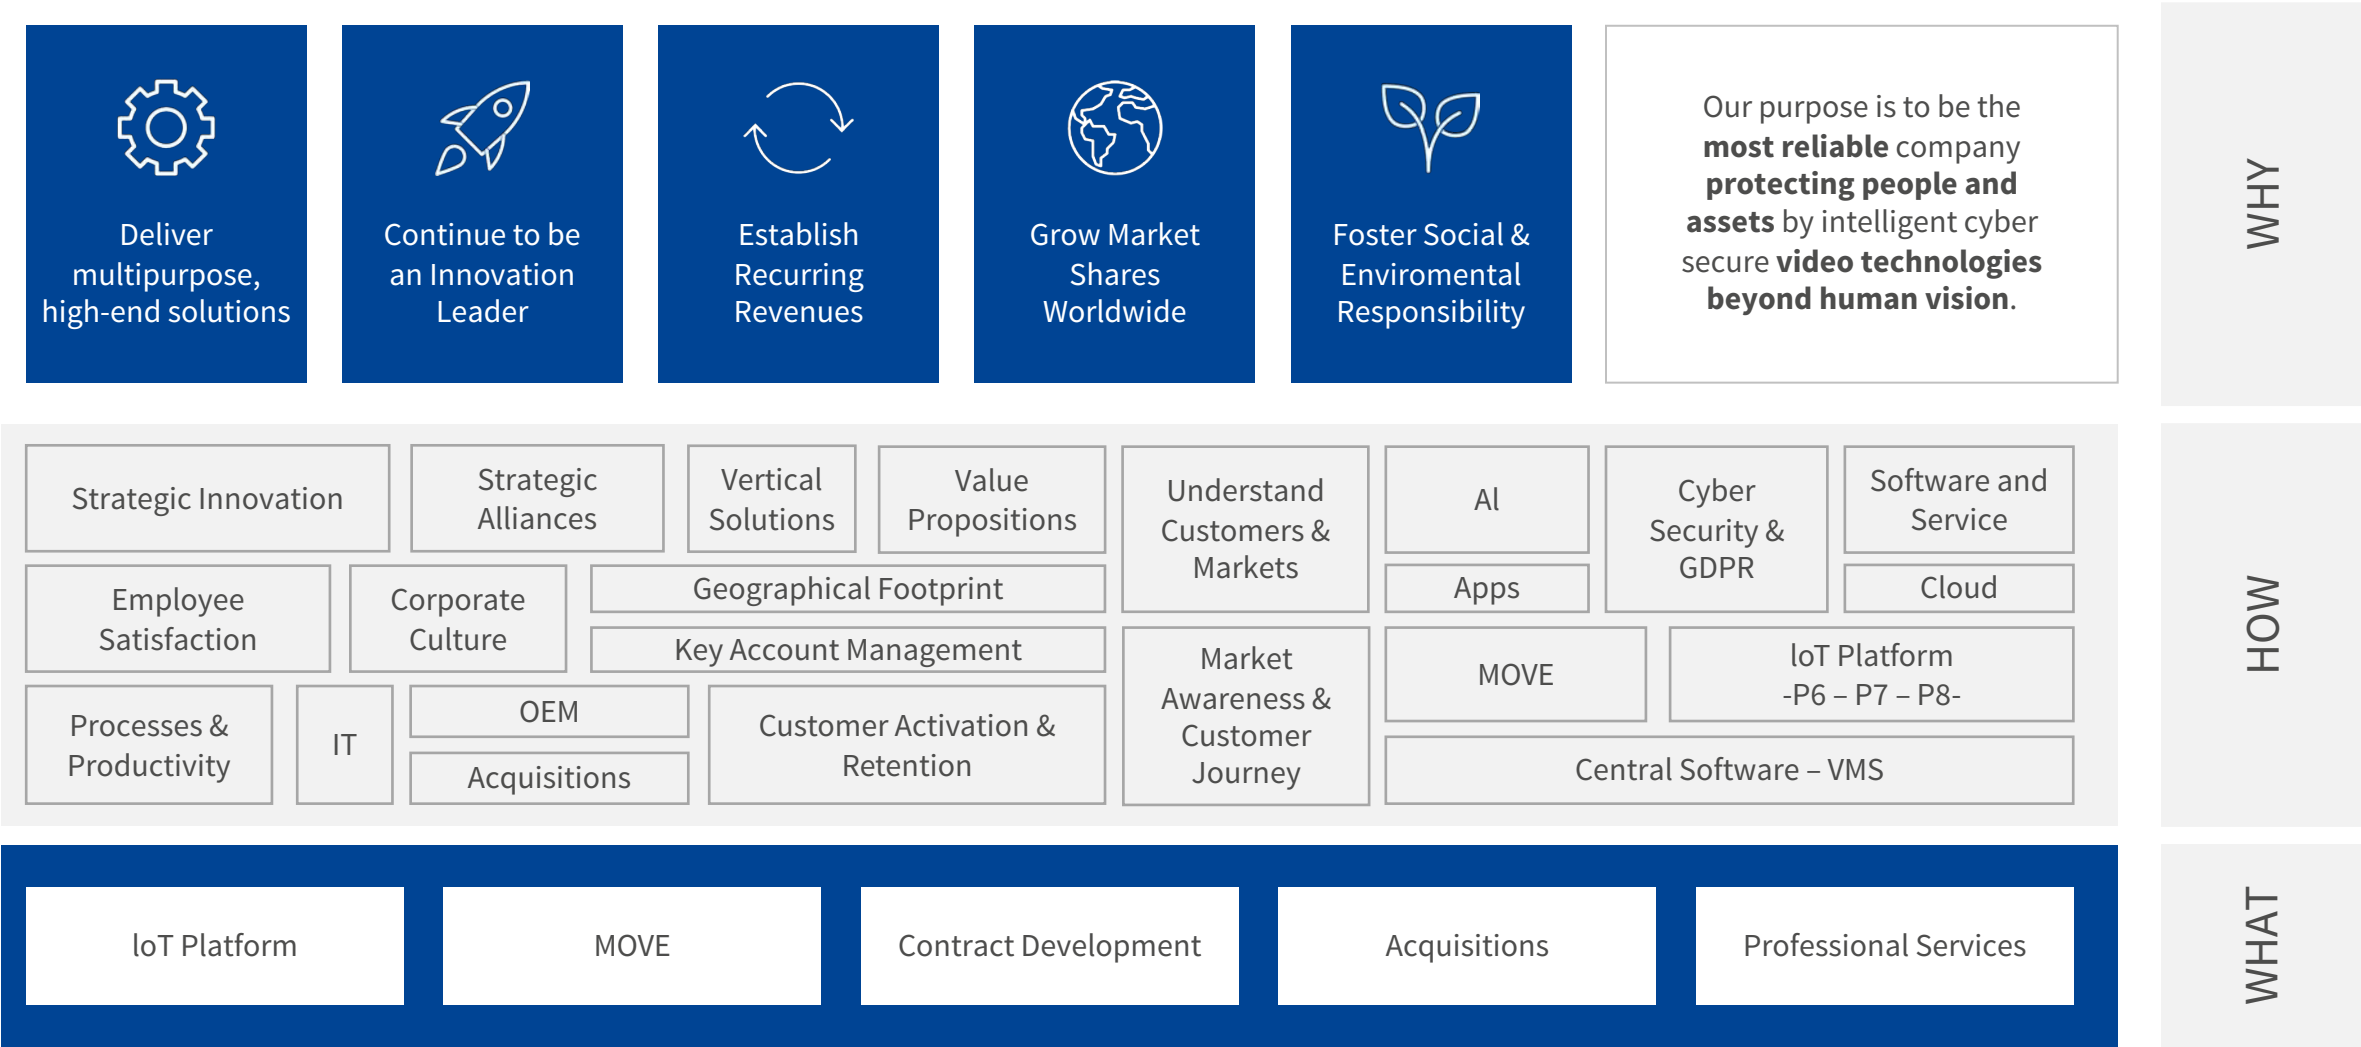 Deliver
multipurpose,
high-end solutions
Continue to be
an Innovation
Leader
Establish
Recurring
Revenues
Grow Market
Shares
Worldwide
Foster Social &
Enviromental
Responsibility
Our purpose is to be the
most reliable company
protecting people and
assets by intelligent cyber
secure video technologies
beyond human vision.
WHY
Strategic Innovation
Strategic
Alliances
Vertical
Solutions
Value
Propositions
Understand
Customers &
Markets
AI
Cyber
Security &
GDPR
Software and
Service
Employee
Satisfaction
Corporate
Culture
Geographical Footprint
Apps
Cloud
Key Account Management
Market
Awareness &
Customer
Journey
MOVE
IoT Platform
-P6 – P7 – P8-
Processes &
Productivity
IT
OEM
Acquisitions
Customer Activation &
Retention
Central Software – VMS
HOW
IoT Platform
MOVE
Contract Development
Acquisitions
Professional Services
WHAT